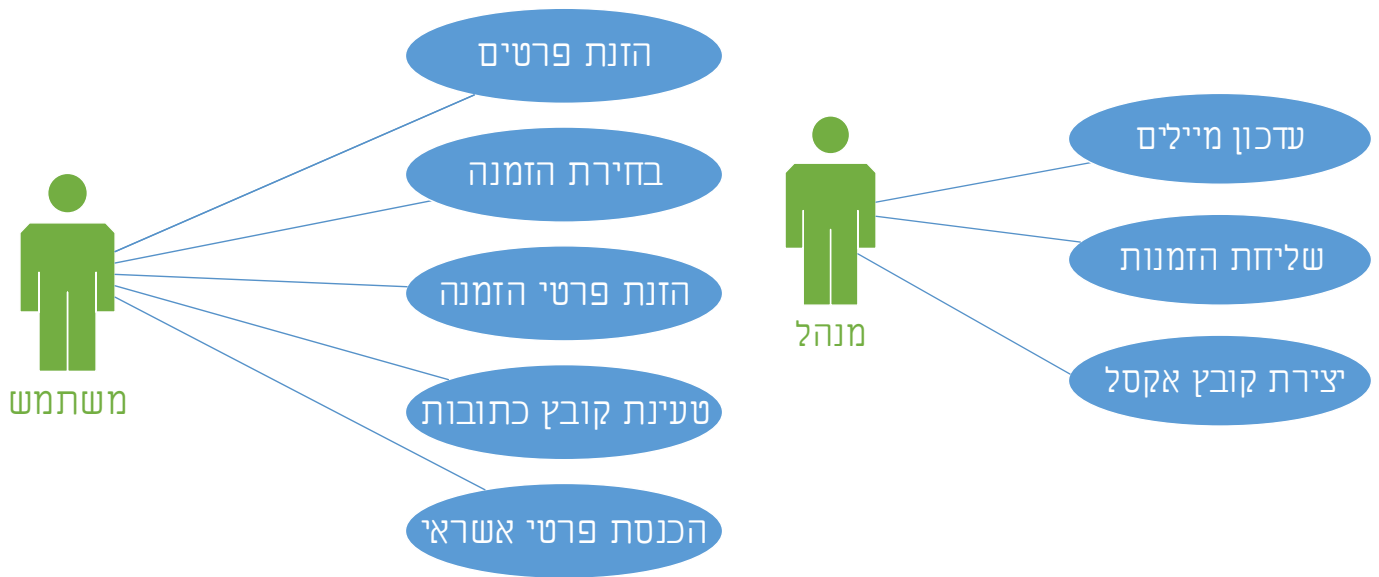 הזנת פרטים
בחירת הזמנה
הזנת פרטי הזמנה
טעינת קובץ כתובות
הכנסת פרטי אשראי
משתמש
עדכון מיילים
שליחת הזמנות
יצירת קובץ אקסל
מנהל